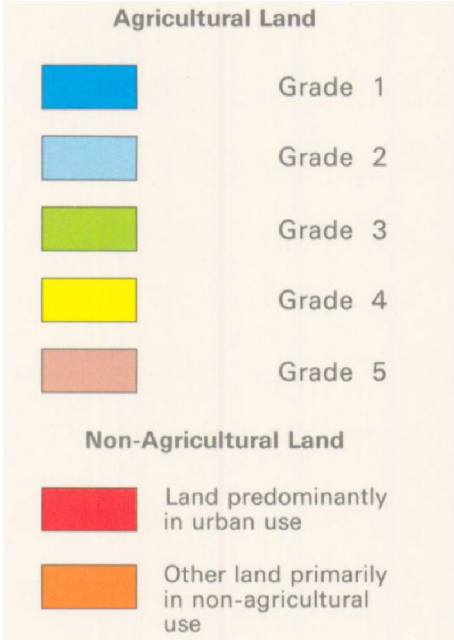 Agricultural Land
Grade 1
Grade 2
Grade 3
Grade 4
Grade 5
Non-Agricultural Land
Land predominantly
in urban use
Other land primarily
in non-agricultural
use